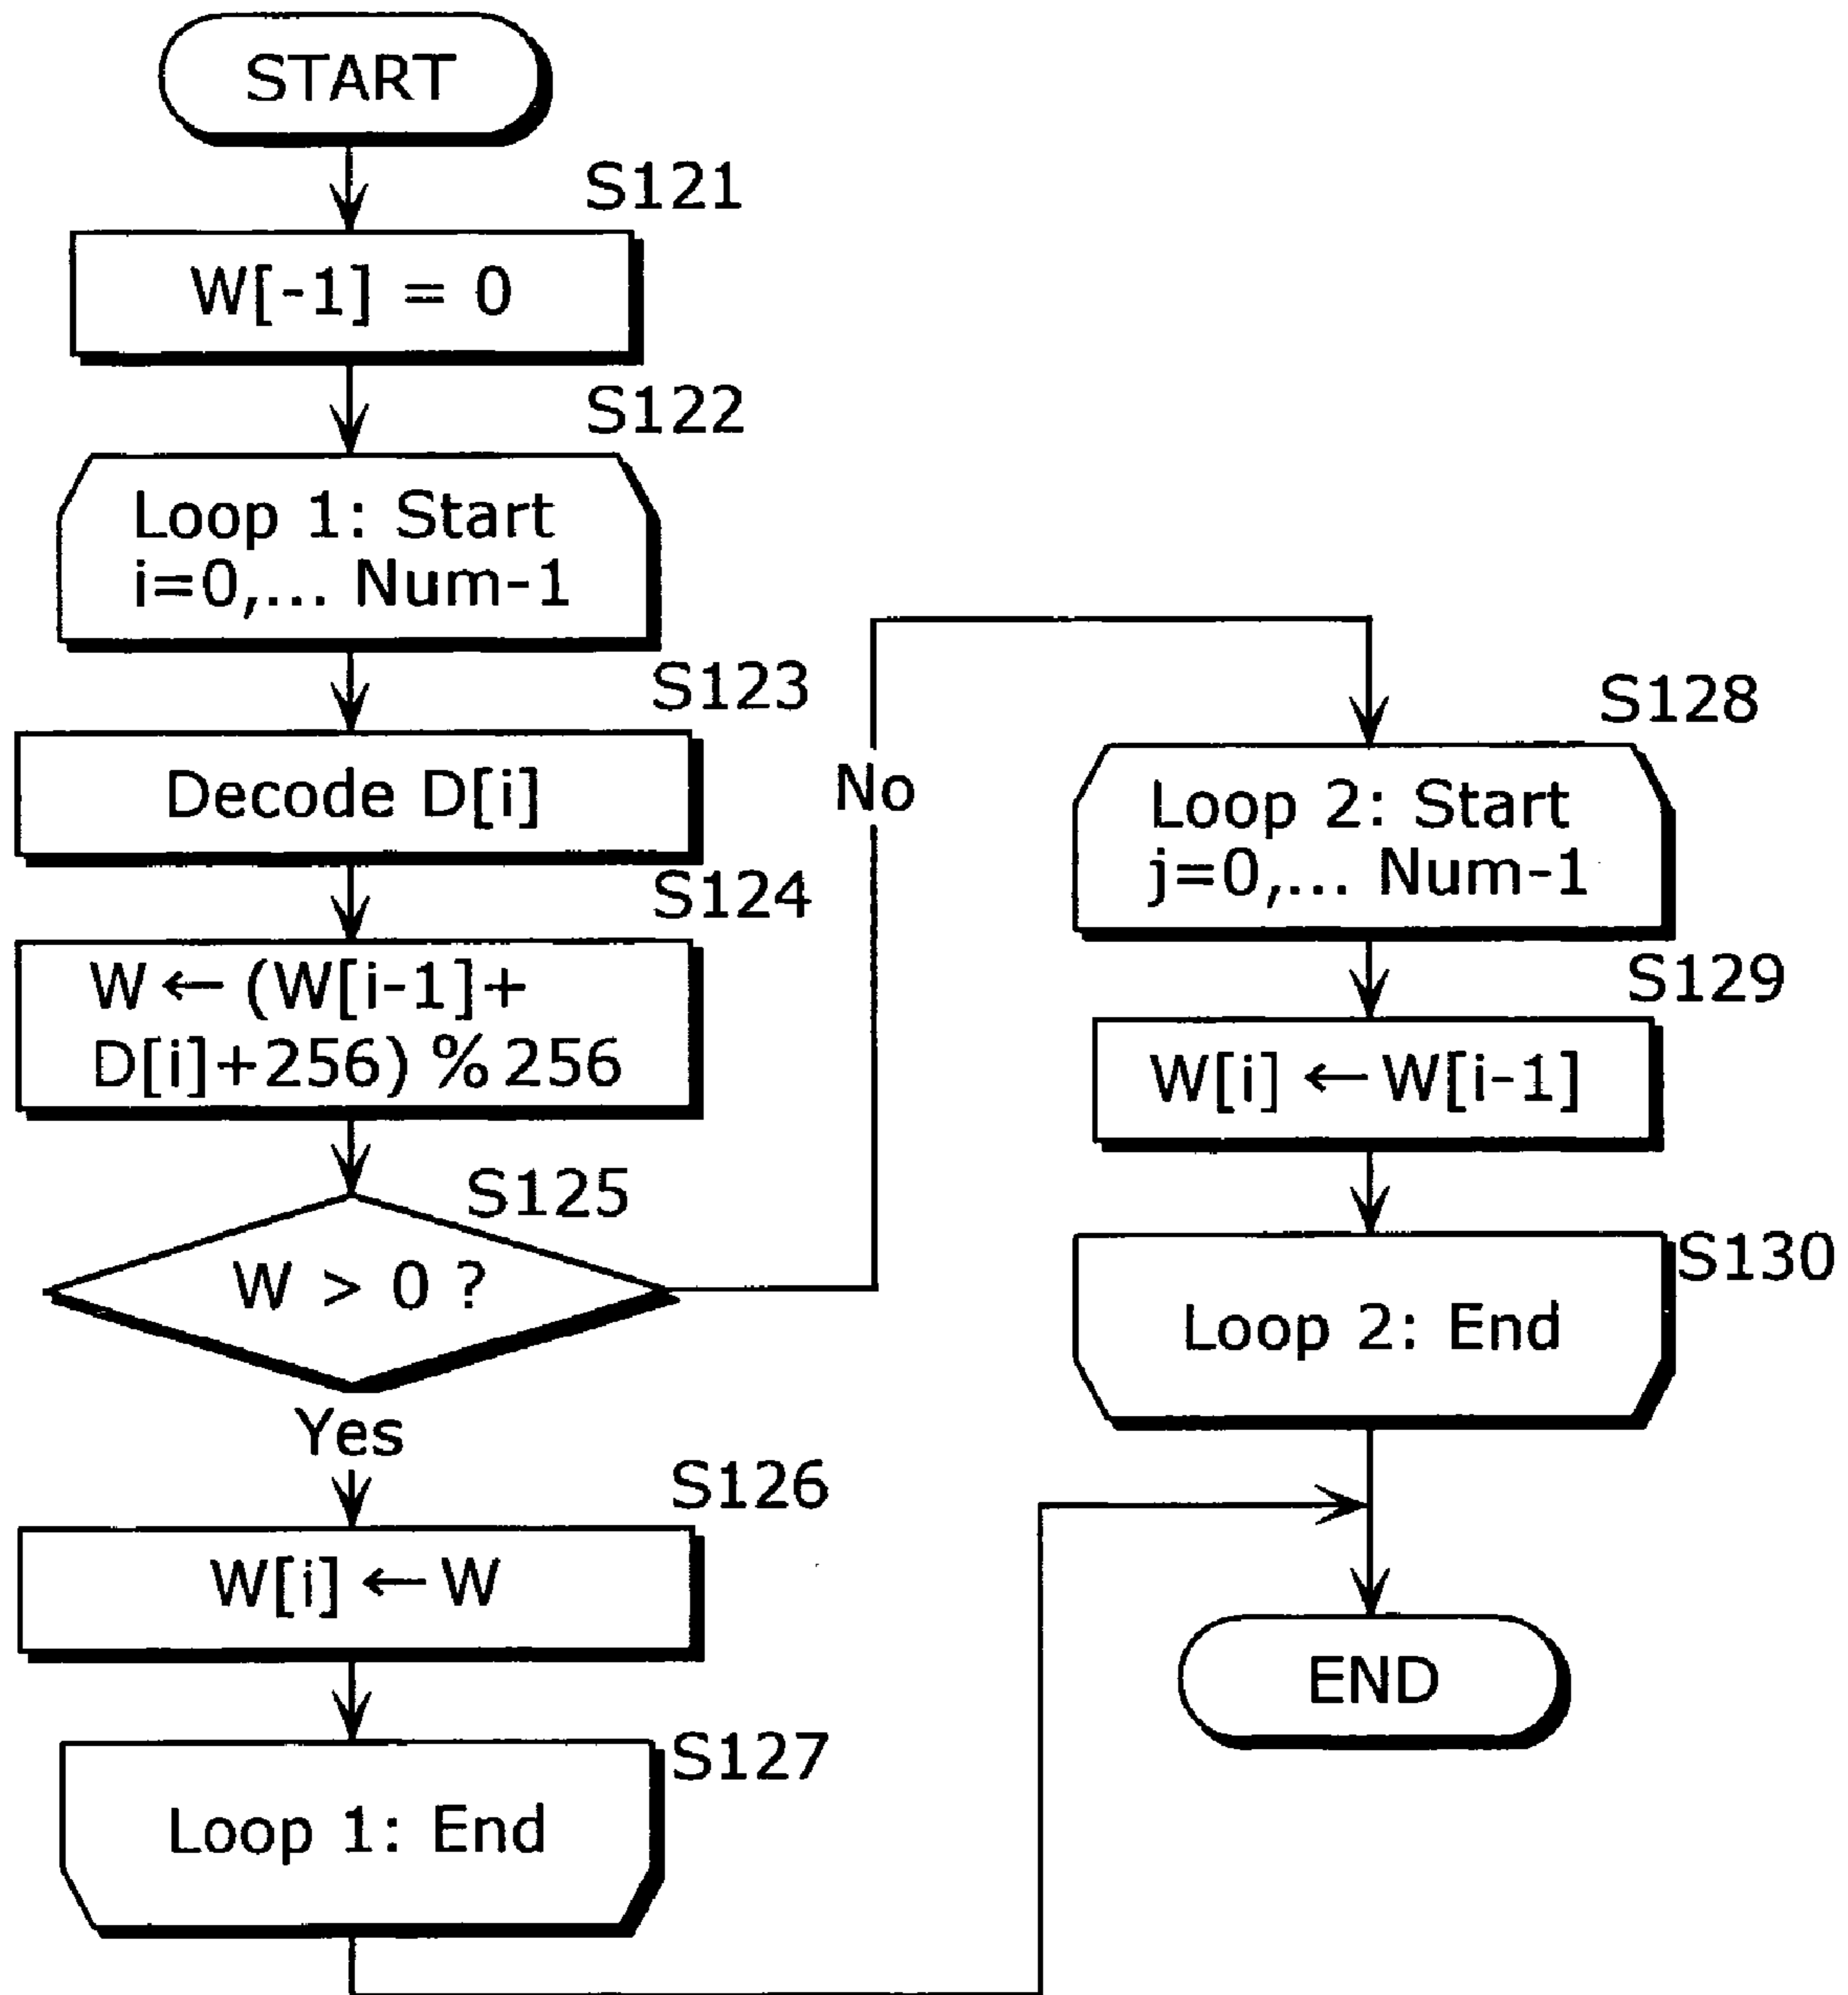 START
S121
W[-1] = 0
S122
Loop 1: Start
i=0,... Num-1
S123
Decode D[i]
S124
W ← (W[i-1]+
D[i]+256) % 256
S125
W > 0 ?
Yes
S126
W[i] ← W
S127
Loop 1: End
No
S128
Loop 2: Start
j=0,... Num-1
S129
W[i] ← W[i-1]
S130
Loop 2: End
END